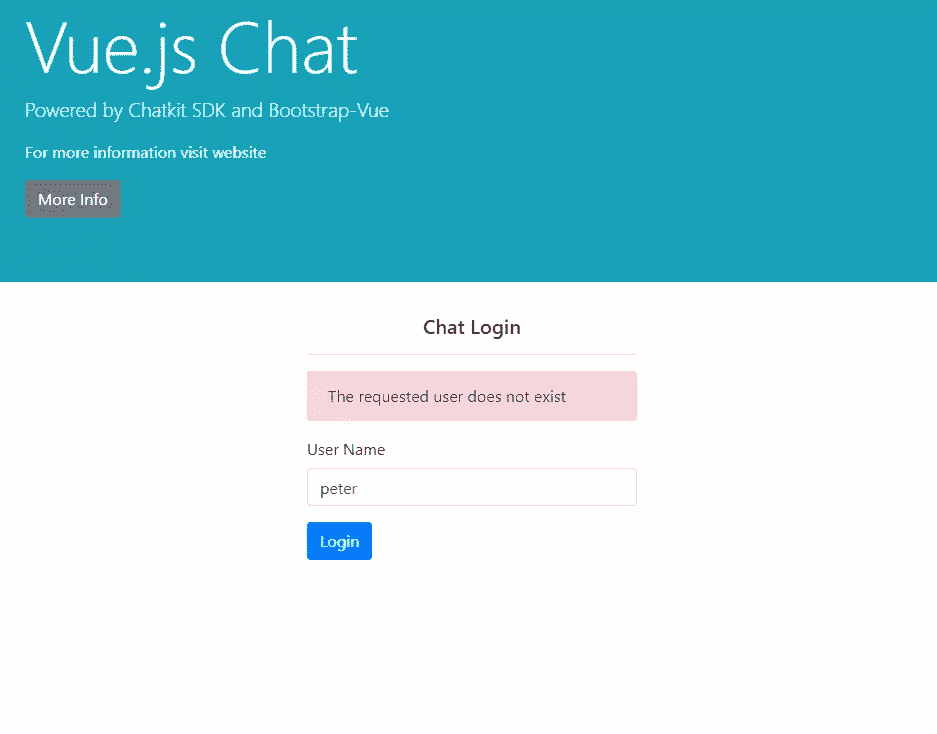 Vue.js Chat
Powered by Chatkit SDK and Bootstrap-Vue
For more information visit website
More Info
Chat Login
The requested user does not exist
User Name
peter
Login